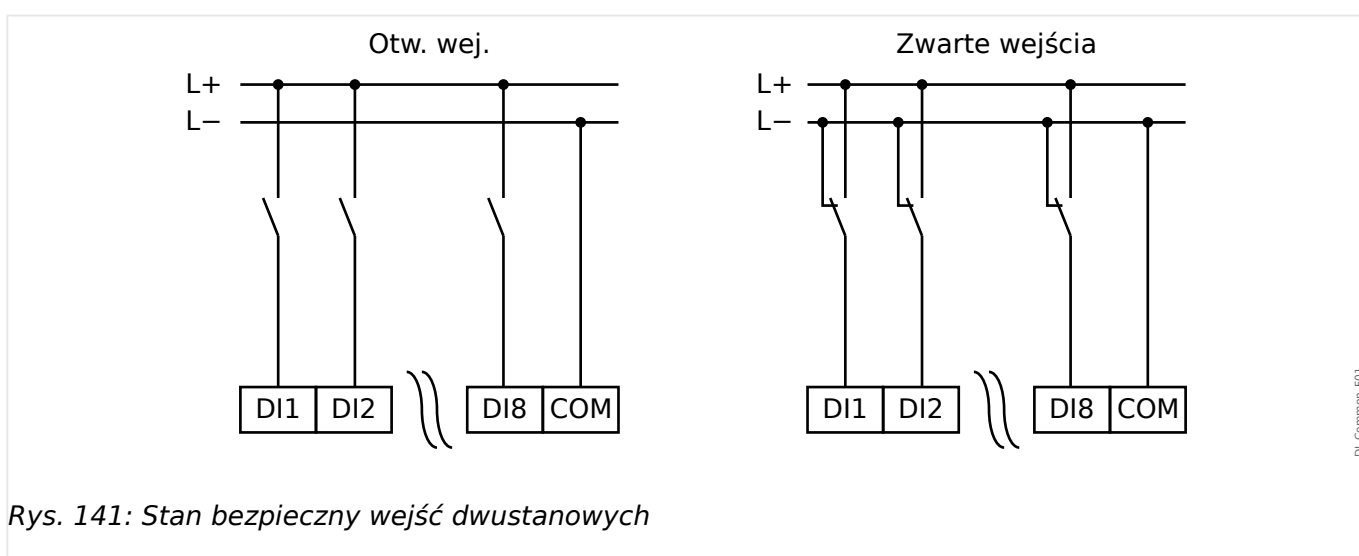 Otw. wej.
L+
L−
DI1 DI2 DI8 COM
Zwarte wejścia
L+
L−
DI1 DI2 DI8 COM
Rys. 141: Stan bezpieczny wejść dwustanowych